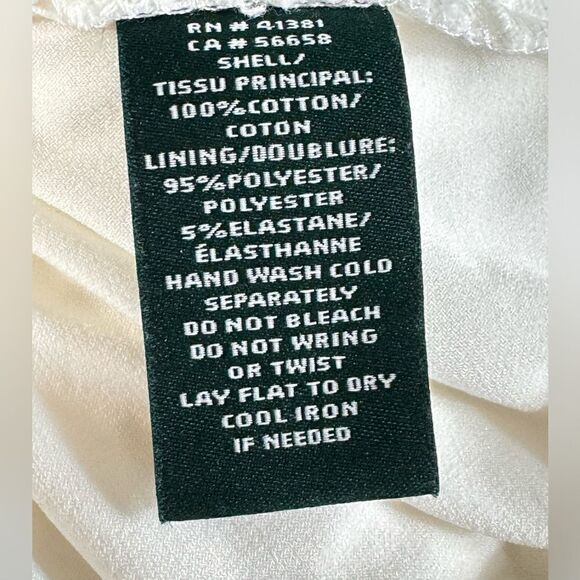 RN # 41381
CA # 56658
SHELL/
TISSU PRINCIPAL:
100%COTTON/
COTON
LINING/DOUBLURE:
95%POLYESTER/
POLYESTER
5%ELASTANE/
ÉLASTHANNE
HAND WASH COLD
SEPARATELY
DO NOT BLEACH
DO NOT WRING
OR TWIST
LAY FLAT TO DRY
COOL IRON
IF NEEDED